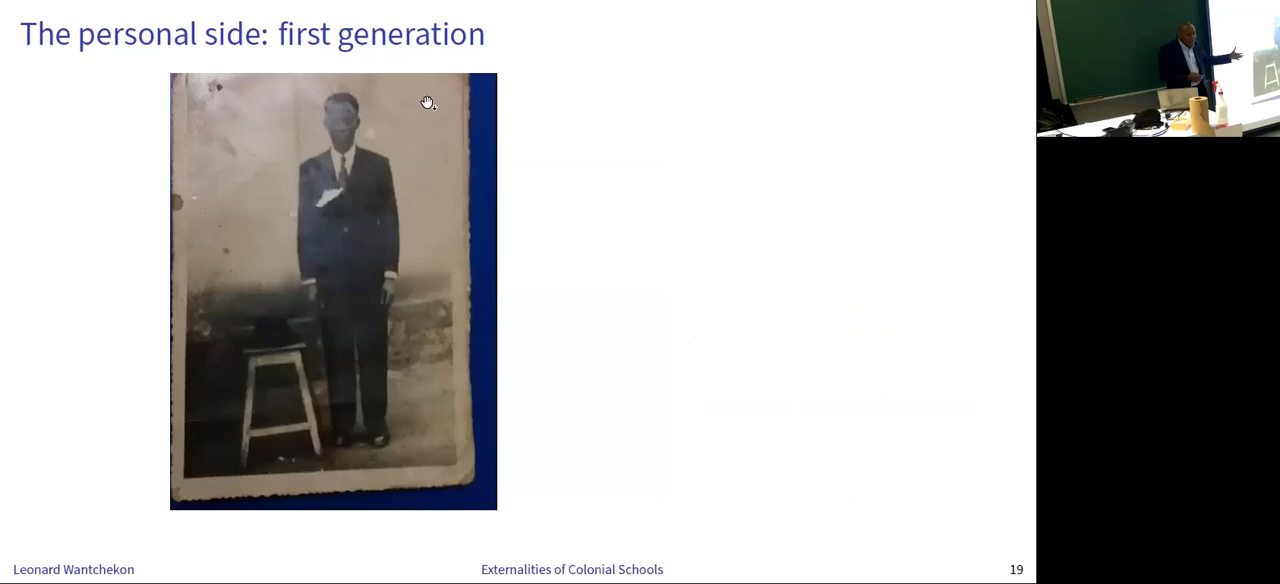 The personal side: first generation
Leonard Wantchekon
Externalities of Colonial Schools
19